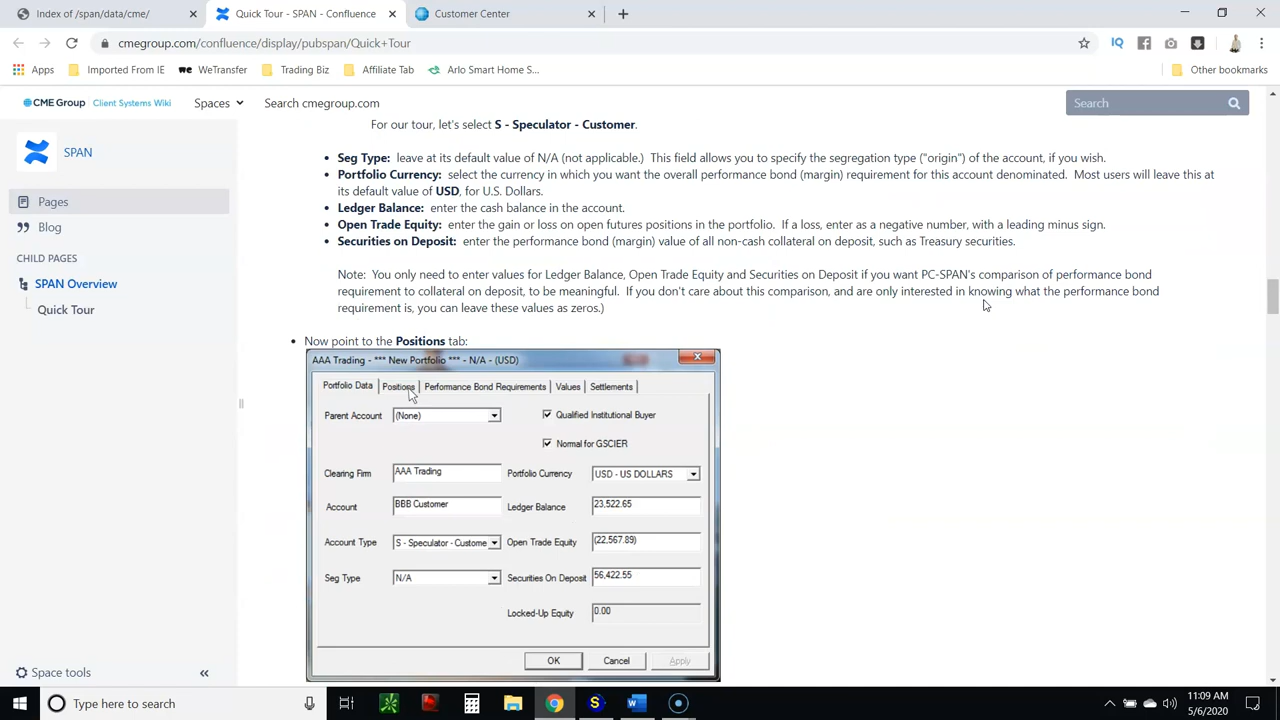 Index of /span/data/cme/
Quick Tour - SPAN - Confluence
Customer Center
cmegroup.com/confluence/display/pubspan/Quick+Tour
IQ
Apps
Imported From IE
WeTransfer
Trading Biz
Affiliate Tab
Arlo Smart Home S...
Other bookmarks
CME Group Client Systems Wiki
Spaces
Search cmegroup.com
Search
For our tour, let's select S - Speculator - Customer.
SPAN
Seg Type: leave at its default value of N/A (not applicable.) This field allows you to specify the segregation type ("origin") of the account, if you wish.
Portfolio Currency: select the currency in which you want the overall performance bond (margin) requirement for this account denominated. Most users will leave this at
its default value of USD, for U.S. Dollars.
Ledger Balance: enter the cash balance in the account.
Open Trade Equity: enter the gain or loss on open futures positions in the portfolio. If a loss, enter as a negative number, with a leading minus sign.
Securities on Deposit: enter the performance bond (margin) value of all non-cash collateral on deposit, such as Treasury securities.
Pages
Blog
CHILD PAGES
SPAN Overview
Quick Tour
Note: You only need to enter values for Ledger Balance, Open Trade Equity and Securities on Deposit if you want PC-SPAN's comparison of performance bond
requirement to collateral on deposit, to be meaningful. If you don't care about this comparison, and are only interested in knowing what the performance bond
requirement is, you can leave these values as zeros.)
Now point to the Positions tab:
AAA Trading - *** New Portfolio *** - N/A - (USD)
Portfolio Data
Positions
Performance Bond Requirements
Values
Settlements
Parent Account
(None)
Qualified Institutional Buyer
Normal for GSCIER
Clearing Firm
AAA Trading
Portfolio Currency
USD - US DOLLARS
Account
BBB Customer
Ledger Balance
23,522.65
Account Type
S - Speculator - Custome
Open Trade Equity
(22,567.89)
Seg Type
N/A
Securities On Deposit
56,422.55
Locked-Up Equity
0.00
OK
Cancel
Apply
Space tools
Type here to search
11:09 AM
5/6/2020